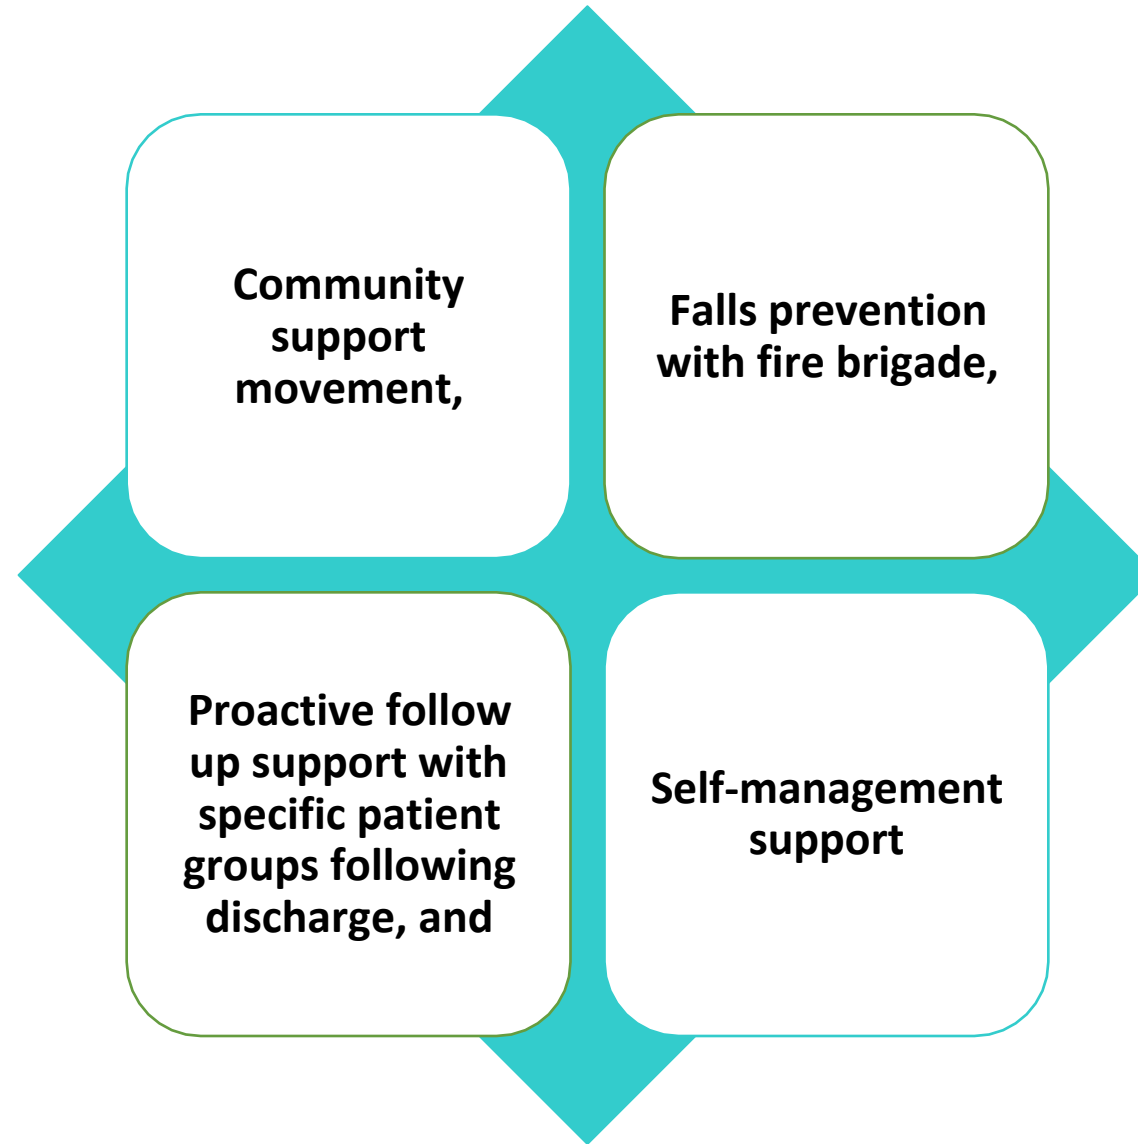 Community
support
movement,
Falls prevention
with fire brigade,
Proactive follow
up support with
specific patient
groups following
discharge, and
Self-management
support